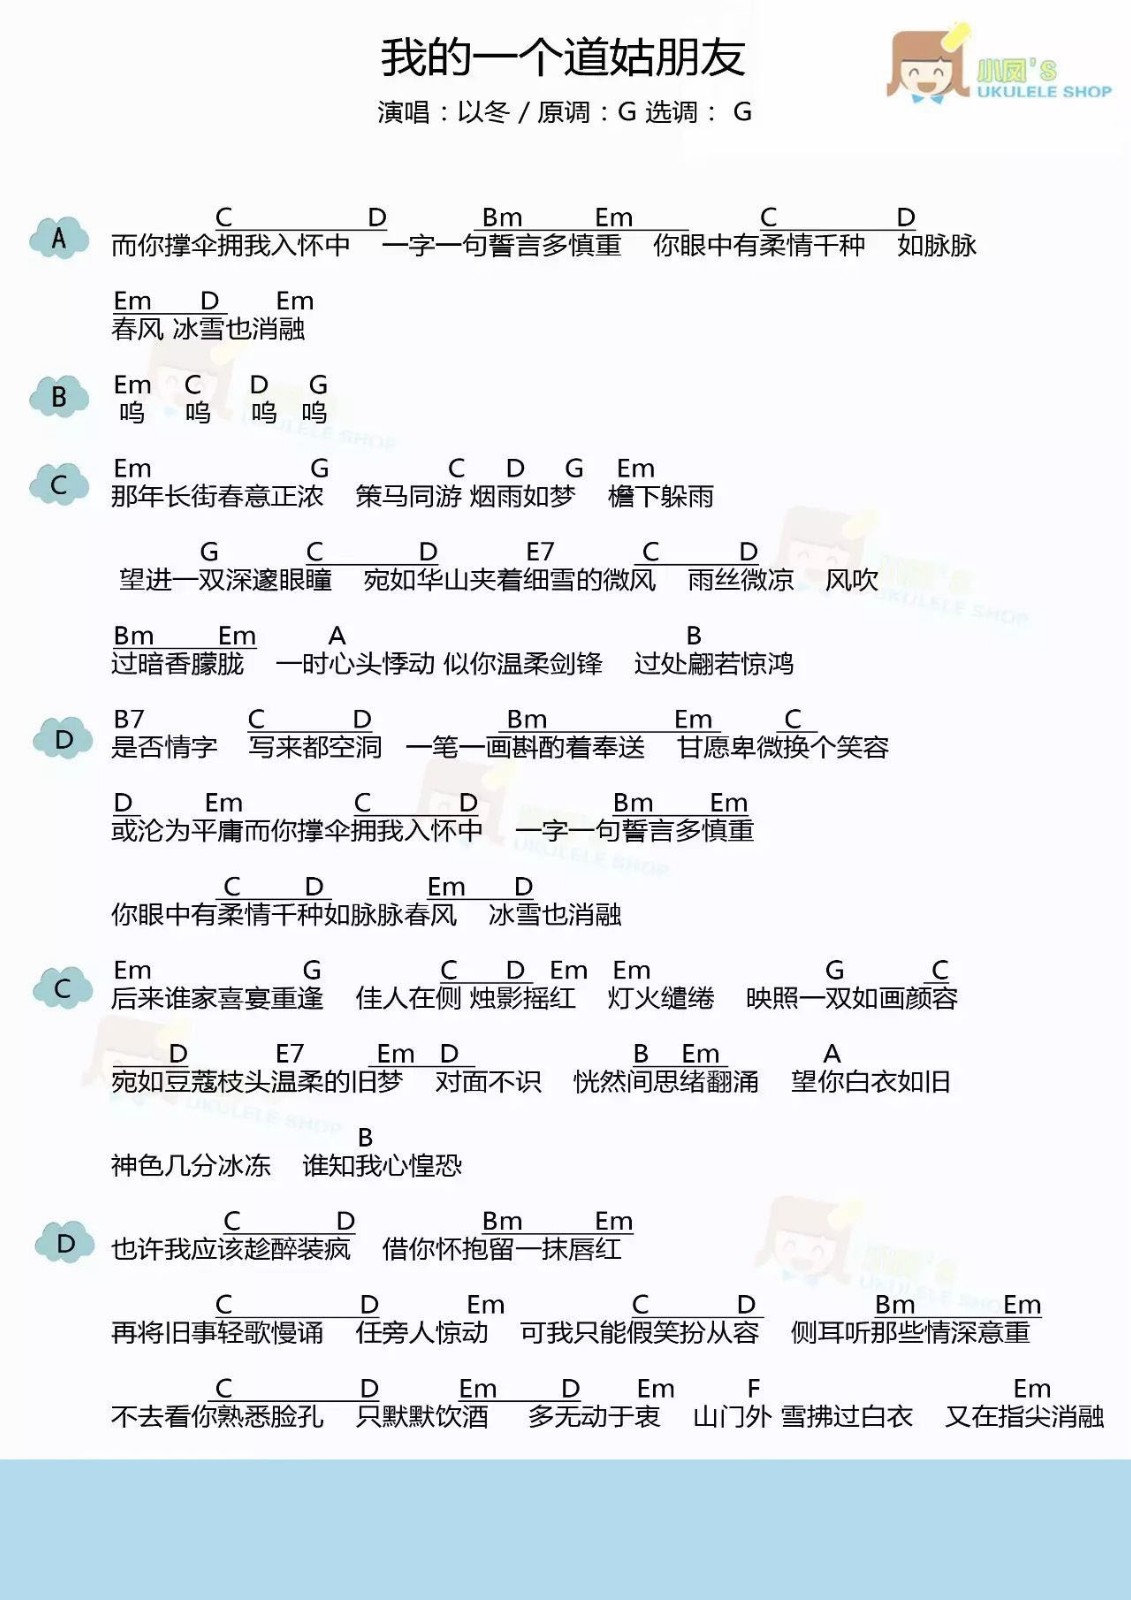 我的一个道姑朋友
小凤's
UKULELE SHOP
演唱：以冬 / 原调：G 选调： G
C D Bm Em C D
A 而你撑伞拥我入怀中 一字一句誓言多慎重 你眼中有柔情千种 如脉脉
Em D Em
春风 冰雪也消融
Em C D G
B 呜 呜 呜 呜
Em G C D G Em
C 那年长街春意正浓 策马同游 烟雨如梦 檐下躲雨
G C D E7 C D
望进一双深邃眼瞳 宛如华山夹着细雪的微风 雨丝微凉 风吹
Bm Em A B
过暗香朦胧 一时心头悸动 似你温柔剑锋 过处翩若惊鸿
B7 C D Bm Em C
D 是否情字 写来都空洞 一笔一画斟酌着奉送 甘愿卑微换个笑容
D Em C D Bm Em
或沦为平庸而你撑伞拥我入怀中 一字一句誓言多慎重
C D Em D
你眼中有柔情千种如脉脉春风 冰雪也消融
Em G C D Em Em G C
C 后来谁家喜宴重逢 佳人在侧 烛影摇红 灯火缱绻 映照一双如画颜容
D E7 Em D B Em A
宛如豆蔻枝头温柔的旧梦 对面不识 恍然间思绪翻涌 望你白衣如旧
B
神色几分冰冻 谁知我心惶恐
C D Bm Em
D 也许我应该趁醉装疯 借你怀抱留一抹唇红
C D Em C D Bm Em
再将旧事轻歌慢诵 任旁人惊动 可我只能假笑扮从容 侧耳听那些情深意重
C D Em D Em F Em
不去看你熟悉脸孔 只默默饮酒 多无动于衷 山门外 雪拂过白衣 又在指尖消融